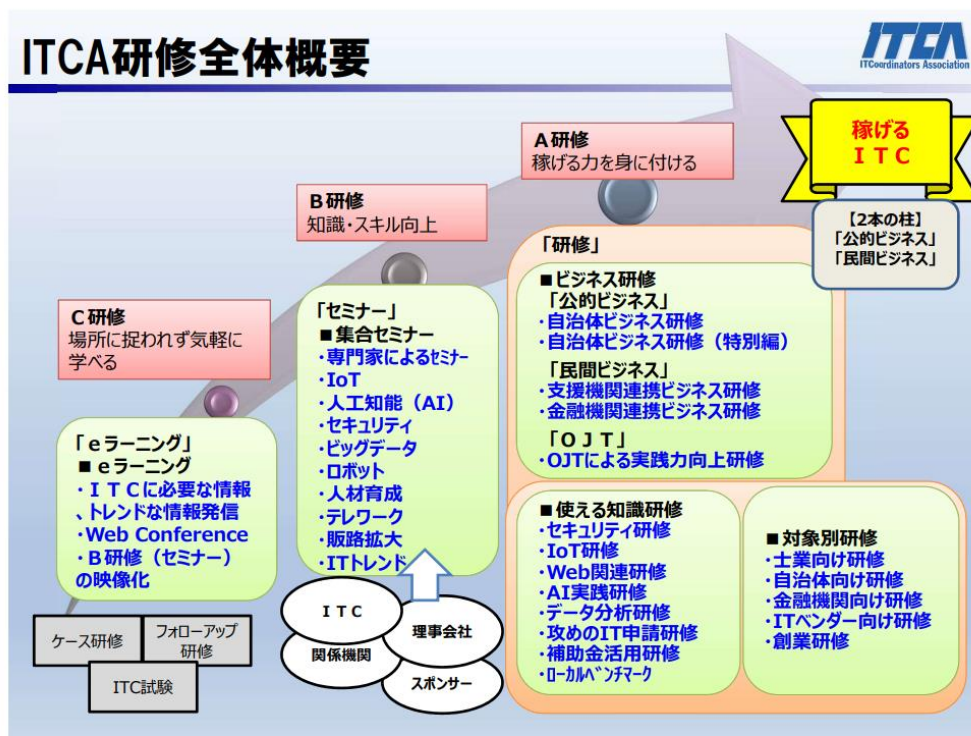 ITCA研修全体概要
ITCA
ITCoordinators Association
稼げる
ＩＴＣ
【2本の柱】
「公的ビジネス」
「民間ビジネス」
Ａ研修
稼げる力を身に付ける
Ｂ研修
知識・スキル向上
Ｃ研修
場所に捉われず気軽に
学べる
「ｅラーニング」
■ｅラーニング
・ＩＴＣに必要な情報
、トレンドな情報発信
・Web Conference
・Ｂ研修（セミナー）
の映像化
ケース研修
フォローアップ
研修
ITC試験
「セミナー」
■集合セミナー
・専門家によるｾﾐﾅｰ
・IoT
・人工知能（AI）
・セキュリティ
・ビッグデータ
・ロボット
・人材育成
・テレワーク
・販路拡大
・ITトレンド
ＩＴＣ
理事会社
関係機関
スポンサー
「研修」
■ビジネス研修
「公的ビジネス」
・自治体ビジネス研修
・自治体ビジネス研修（特別編）
「民間ビジネス」
・支援機関連携ビジネス研修
・金融機関連携ビジネス研修
「ＯＪＴ」
・OJTによる実践力向上研修
■使える知識研修
・セキュリティ研修
・IoT研修
・Web関連研修
・AI実践研修
・データ分析研修
・攻めのIT申請研修
・補助金活用研修
・ﾛｰｶﾙﾍﾞﾝﾁﾏｰｸ
■対象別研修
・士業向け研修
・自治体向け研修
・金融機関向け研修
・ITベンダー向け研修
・創業研修